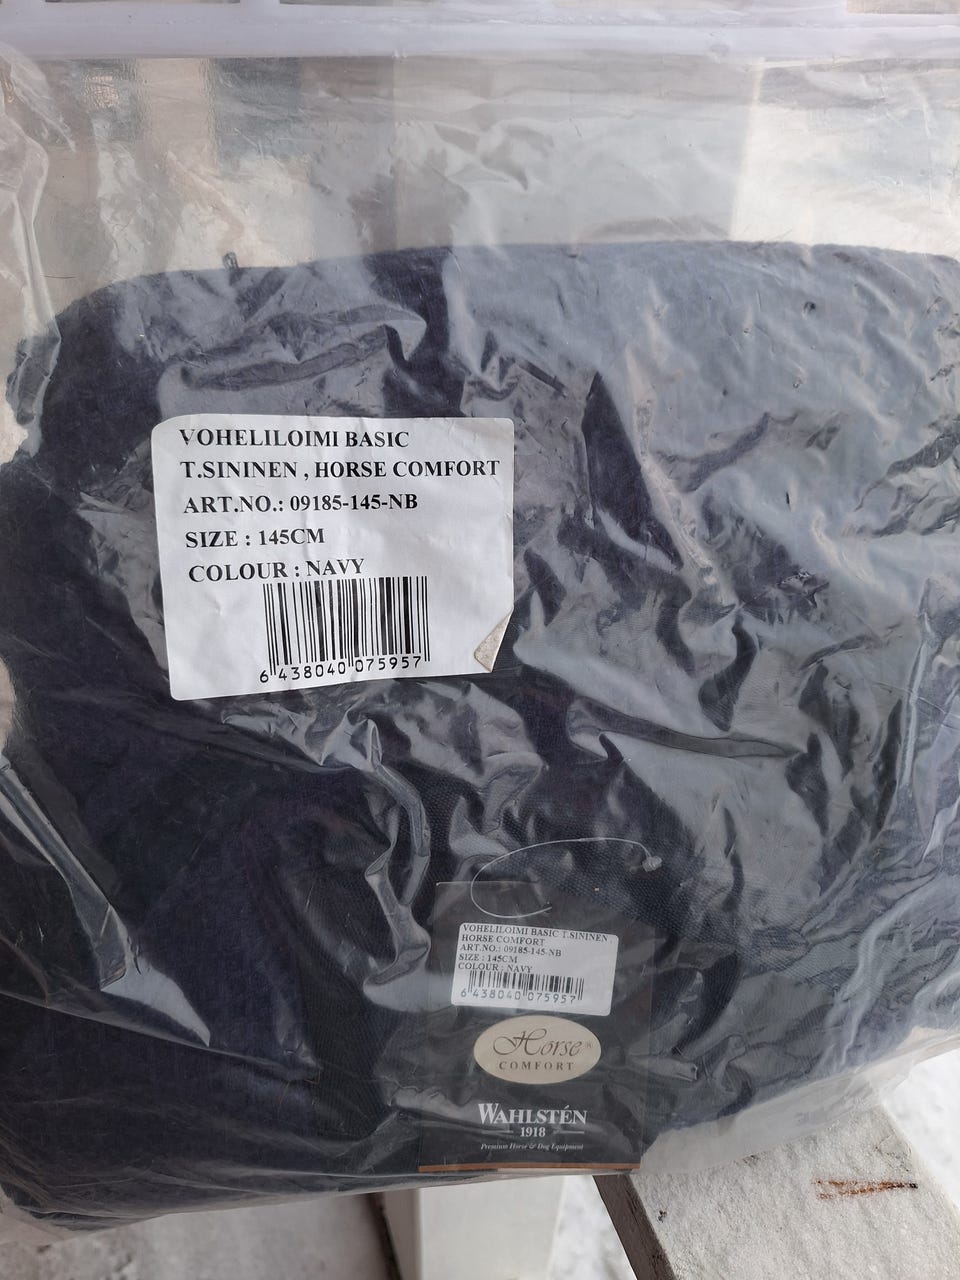 VOHELILOIMI BASIC
T.SININEN , HORSE COMFORT
ART.NO.: 09185-145-NB
SIZE : 145CM
COLOUR : NAVY
6 438040 075957
VOHELILOIMI BASIC T.SININEN ,
HORSE COMFORT
ART.NO.: 09185-145-NB
SIZE : 145CM
COLOUR : NAVY
6 438040 075957
Horse®
COMFORT
WAHLSTÉN
1918
Premium Horse & Dog Equipment